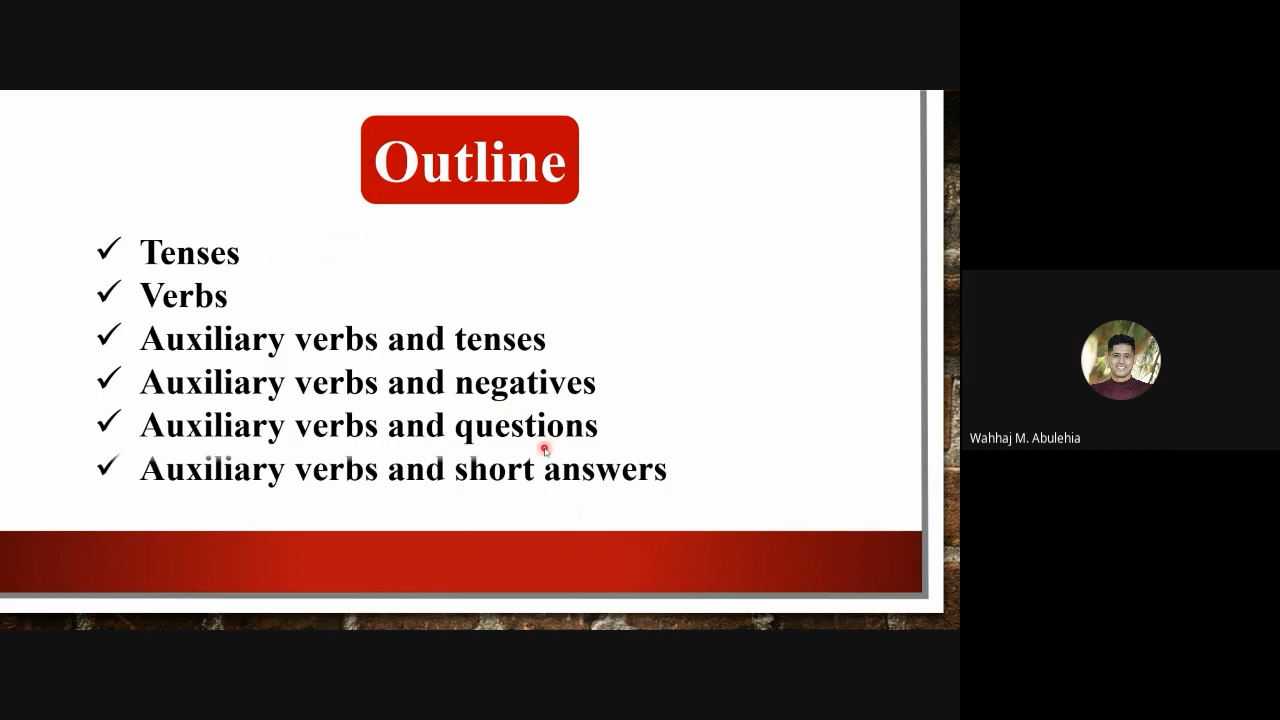 Outline
✓ Tenses
✓ Verbs
✓ Auxiliary verbs and tenses
✓ Auxiliary verbs and negatives
✓ Auxiliary verbs and questions
✓ Auxiliary verbs and short answers
Wahhaj M. Abulehia